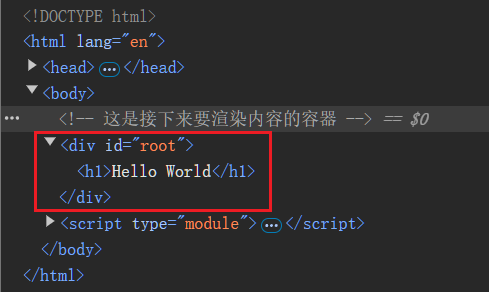 <!DOCTYPE html>
<html lang="en">
▶<head> ⋯ </head>
▼<body>
⋯ <!-- 这是接下来要渲染内容的容器 --> == $0
▼<div id="root">
<h1>Hello World</h1>
</div>
▶<script type="module"> ⋯ </script>
</body>
</html>